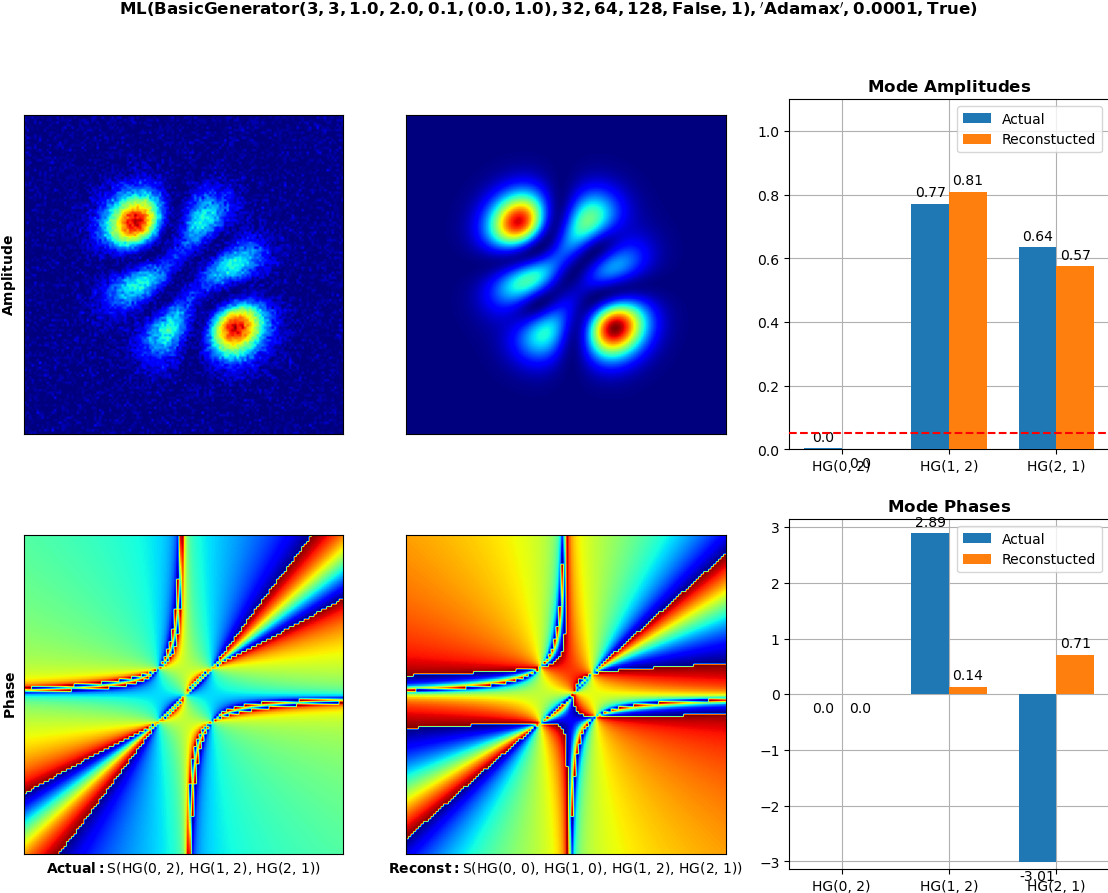 ML(BasicGenerator(3, 3, 1.0, 2.0, 0.1, (0.0, 1.0), 32, 64, 128, False, 1), 'Adamax', 0.0001, True)
Mode Amplitudes
Amplitude
Actual
Reconstucted
1.0
0.8
0.6
0.4
0.2
0.0
0.0
0.0
0.77
0.81
0.64
0.57
HG(0, 2)
HG(1, 2)
HG(2, 1)
Mode Phases
Phase
Actual
Reconstucted
3
2
1
0
−1
−2
−3
0.0
0.0
2.89
0.14
-3.01
0.71
HG(0, 2)
HG(1, 2)
HG(2, 1)
Actual: S(HG(0, 2), HG(1, 2), HG(2, 1))
Reconst: S(HG(0, 0), HG(1, 0), HG(1, 2), HG(2, 1))